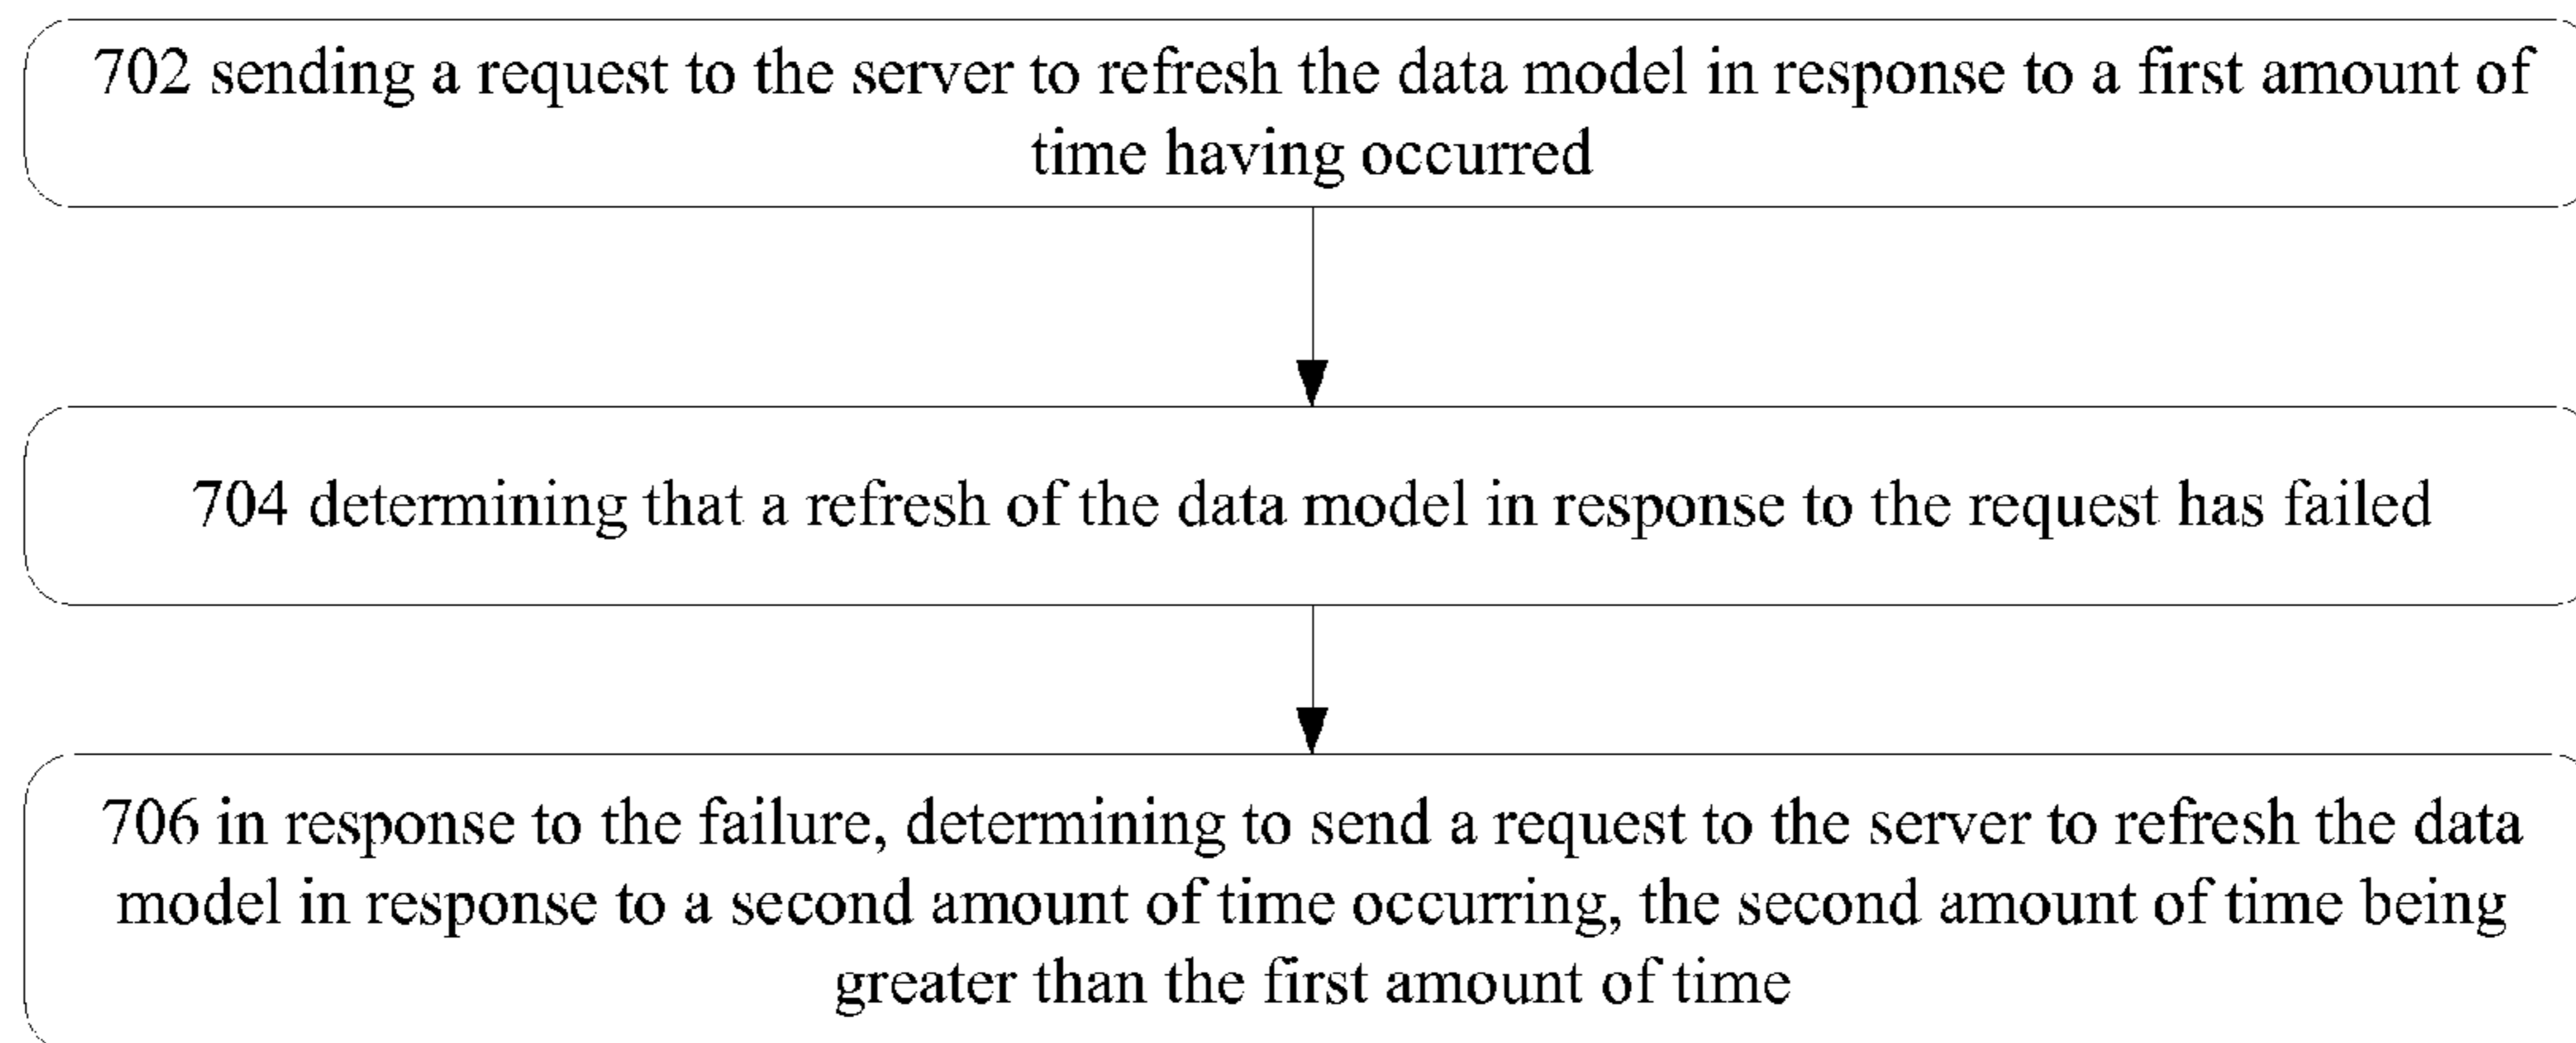 702 sending a request to the server to refresh the data model in response to a first amount of
time having occurred
704 determining that a refresh of the data model in response to the request has failed
706 in response to the failure, determining to send a request to the server to refresh the data
model in response to a second amount of time occurring, the second amount of time being
greater than the first amount of time